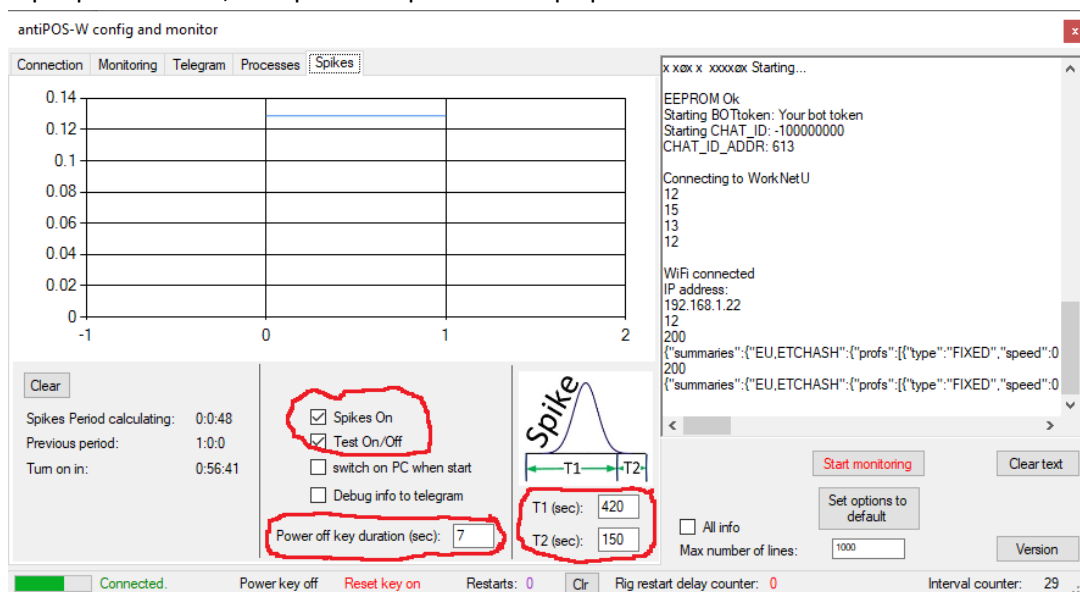 antiPOS-W config and monitor
x
Connection Monitoring Telegram Processes Spikes
0.14
0.12
0.1
0.08
0.06
0.04
0.02
0
-1 0 1 2
x xøx x xxxxøx Starting...
EEPROM Ok
Starting BOTtoken: Your bot token
Starting CHAT_ID: -100000000
CHAT_ID_ADDR: 613
Connecting to WorkNetU
12
15
13
12
WiFi connected
IP address:
192.168.1.22
12
200
{"summaries":{"EU,ETCHASH":{"profs":[{"type":"FIXED","speed":0
200
{"summaries":{"EU,ETCHASH":{"profs":[{"type":"FIXED","speed":0
Clear
Spikes Period calculating: 0:0:48
Previous period: 1:0:0
Turn on in: 0:56:41
Spikes On
Test On/Off
switch on PC when start
Debug info to telegram
Power off key duration (sec): 7
Spike
T1 T2
T1 (sec): 420
T2 (sec): 150
Start monitoring
Clear text
Set options to
default
All info
Max number of lines: 1000
Version
Connected. Power key off Reset key on Restarts: 0 Clr Rig restart delay counter: 0 Interval counter: 29